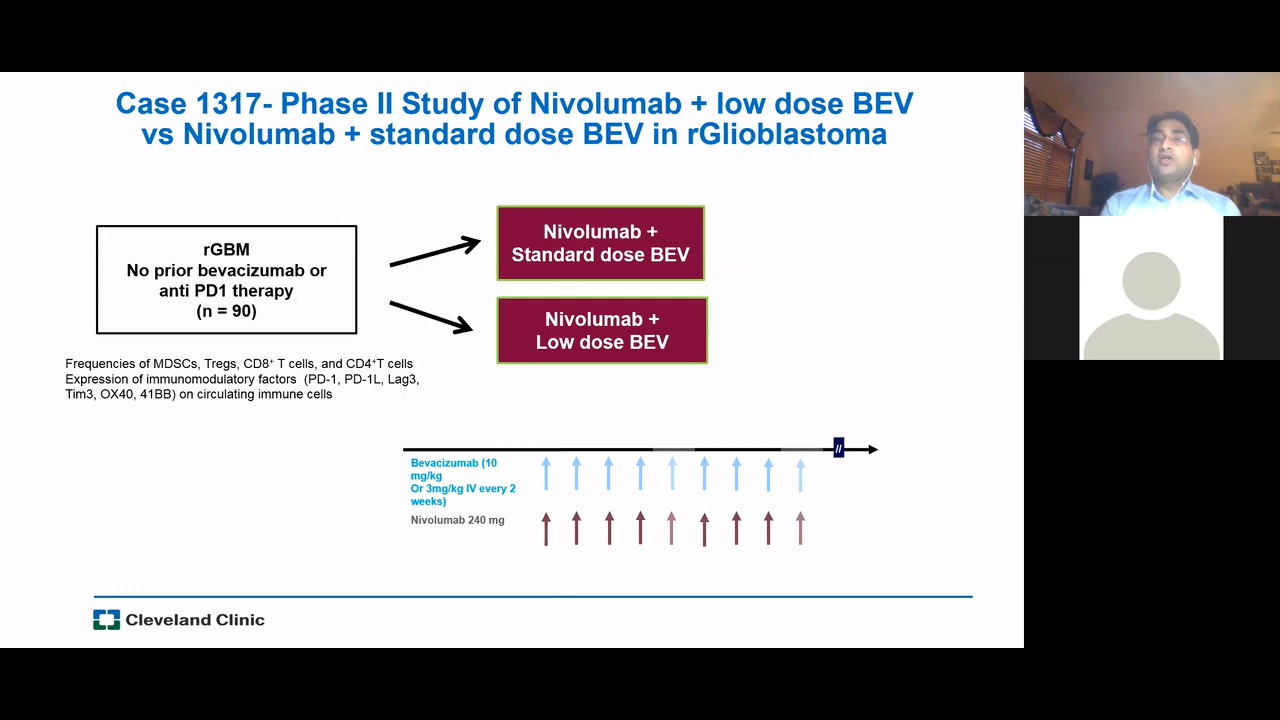 Case 1317- Phase II Study of Nivolumab + low dose BEV
vs Nivolumab + standard dose BEV in rGlioblastoma
rGBM
No prior bevacizumab or
anti PD1 therapy
(n = 90)
Nivolumab +
Standard dose BEV
Nivolumab +
Low dose BEV
Frequencies of MDSCs, Tregs, CD8⁺ T cells, and CD4⁺T cells
Expression of immunomodulatory factors (PD-1, PD-1L, Lag3,
Tim3, OX40, 41BB) on circulating immune cells
//
Bevacizumab (10
mg/kg
Or 3mg/kg IV every 2
weeks)
Nivolumab 240 mg
Cleveland Clinic